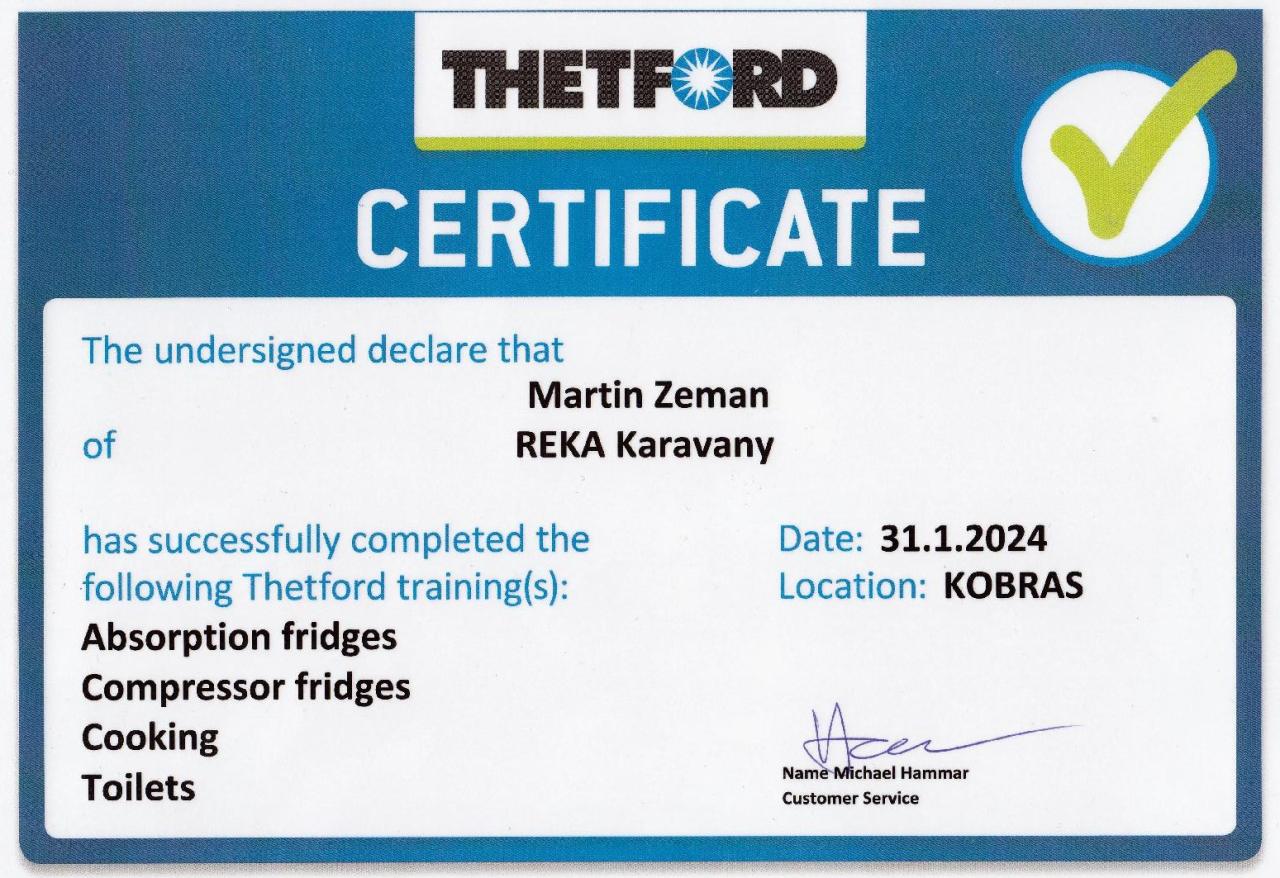 THETFORD
CERTIFICATE
The undersigned declare that
Martin Zeman
of REKA Karavany
has successfully completed the
following Thetford training(s):
Date: 31.1.2024
Location: KOBRAS
Absorption fridges
Compressor fridges
Cooking
Toilets
Name Michael Hammar
Customer Service